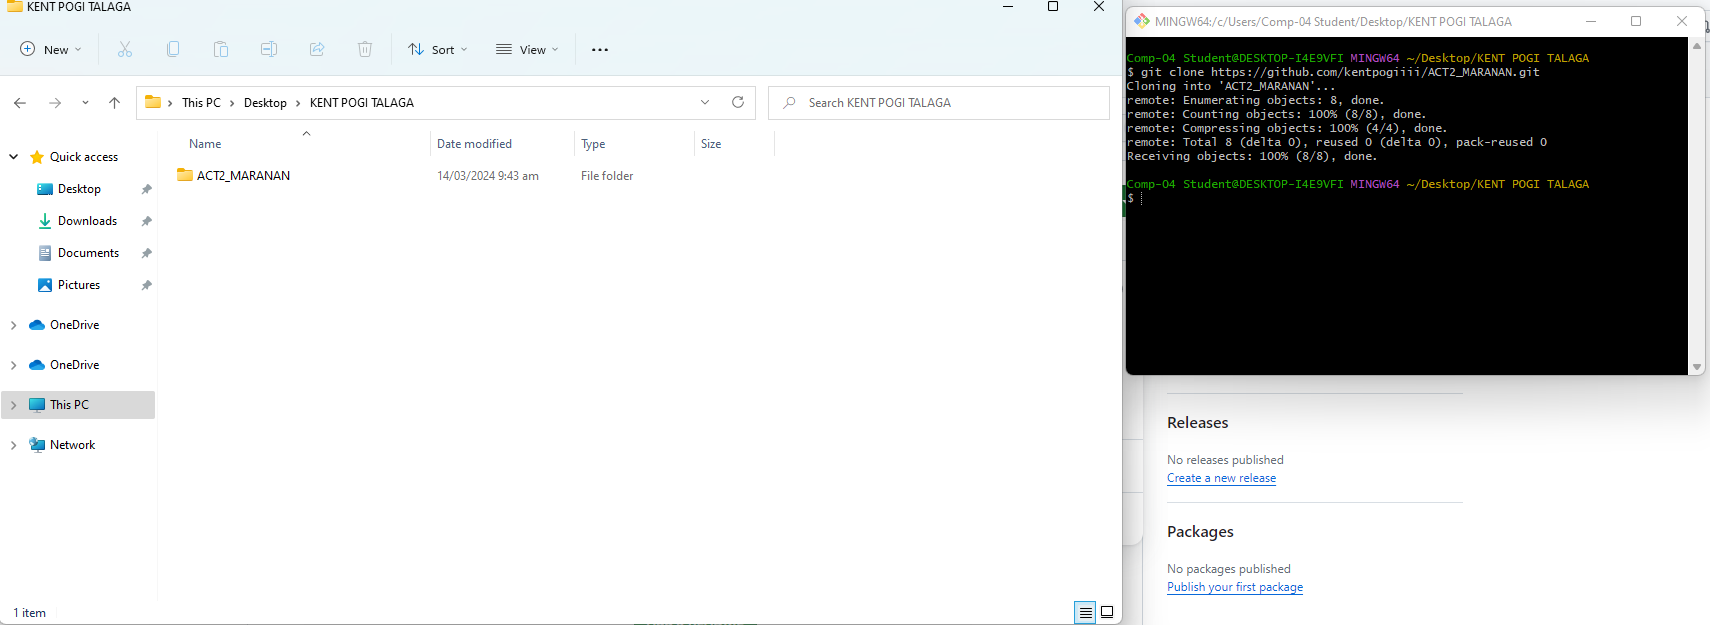 KENT POGI TALAGA
New
Sort
View
This PC
Desktop
KENT POGI TALAGA
Search KENT POGI TALAGA
Name
Date modified
Type
Size
Quick access
Desktop
Downloads
Documents
Pictures
OneDrive
OneDrive
This PC
Network
ACT2_MARANAN
14/03/2024 9:43 am
File folder
1 item
MINGW64:/c/Users/Comp-04 Student/Desktop/KENT POGI TALAGA
Comp-04 Student@DESKTOP-I4E9VFI MINGW64 ~/Desktop/KENT POGI TALAGA
$ git clone https://github.com/kentpogiiii/ACT2_MARANAN.git
Cloning into 'ACT2_MARANAN'...
remote: Enumerating objects: 8, done.
remote: Counting objects: 100% (8/8), done.
remote: Compressing objects: 100% (4/4), done.
remote: Total 8 (delta 0), reused 0 (delta 0), pack-reused 0
Receiving objects: 100% (8/8), done.
Comp-04 Student@DESKTOP-I4E9VFI MINGW64 ~/Desktop/KENT POGI TALAGA
$
Releases
No releases published
Create a new release
Packages
No packages published
Publish your first package